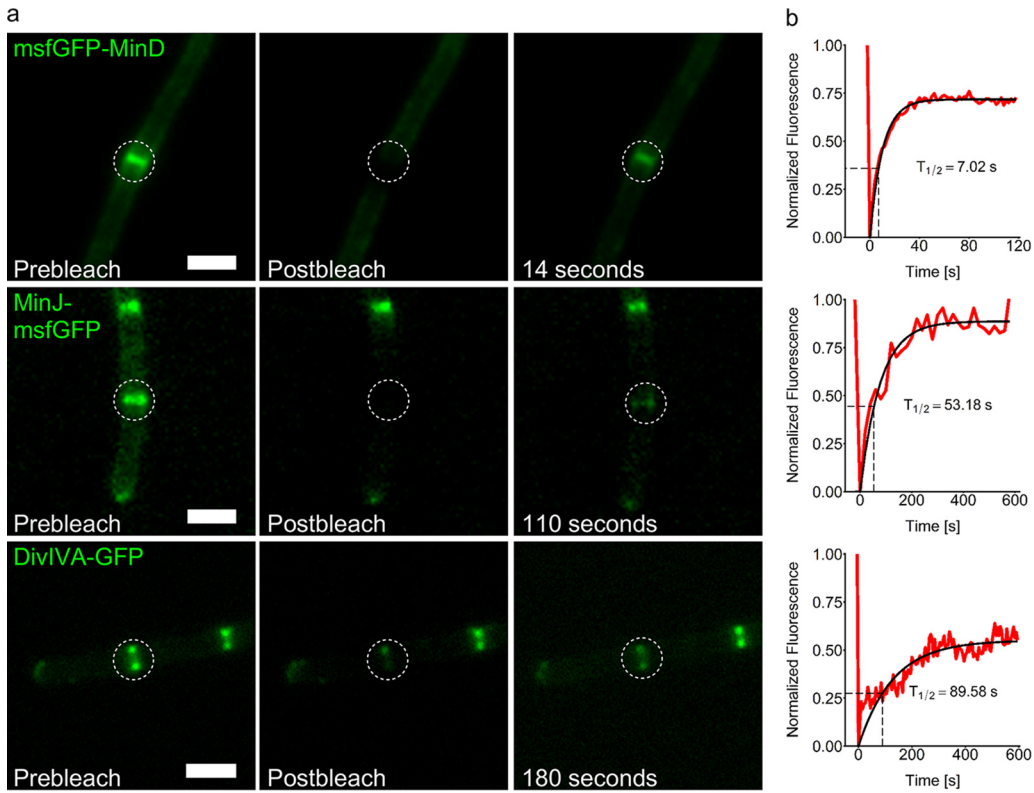 a
msfGFP-MinD
Prebleach
Postbleach
14 seconds
MinJ-
msfGFP
Prebleach
Postbleach
110 seconds
DivIVA-GFP
Prebleach
Postbleach
180 seconds
b
Normalized Fluorescence
1.00
0.75
0.50
0.25
0.00
T1/2 = 7.02 s
0 40 80 120
Time [s]
Normalized Fluorescence
1.00
0.75
0.50
0.25
0.00
T1/2 = 53.18 s
0 200 400 600
Time [s]
Normalized Fluorescence
1.00
0.75
0.50
0.25
0.00
T1/2 = 89.58 s
0 200 400 600
Time [s]